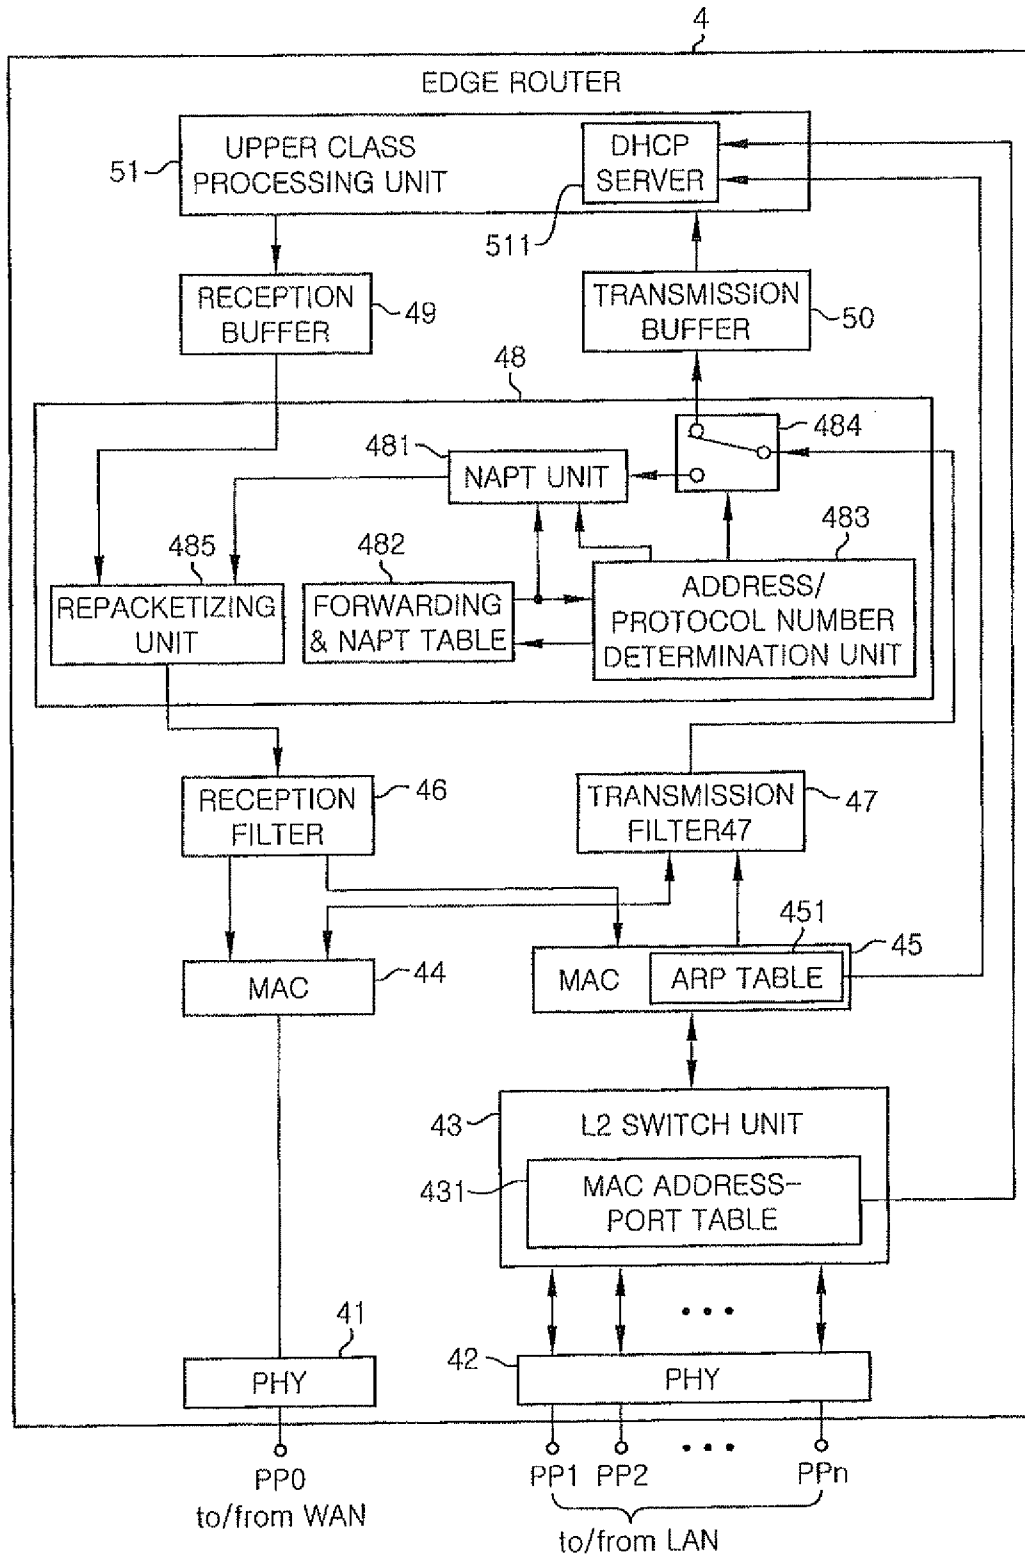 4
EDGE ROUTER
51
UPPER CLASS
PROCESSING UNIT
DHCP
SERVER
511
RECEPTION
BUFFER
49
TRANSMISSION
BUFFER
50
48
481
NAPT UNIT
484
485
REPACKETIZING
UNIT
482
FORWARDING
& NAPT TABLE
483
ADDRESS/
PROTOCOL NUMBER
DETERMINATION UNIT
RECEPTION
FILTER
46
TRANSMISSION
FILTER47
47
MAC
44
451
45
MAC
ARP TABLE
43
L2 SWITCH UNIT
431
MAC ADDRESS-
PORT TABLE
41
PHY
42
PHY
PP0
to/from WAN
PP1
PP2
PPn
to/from LAN